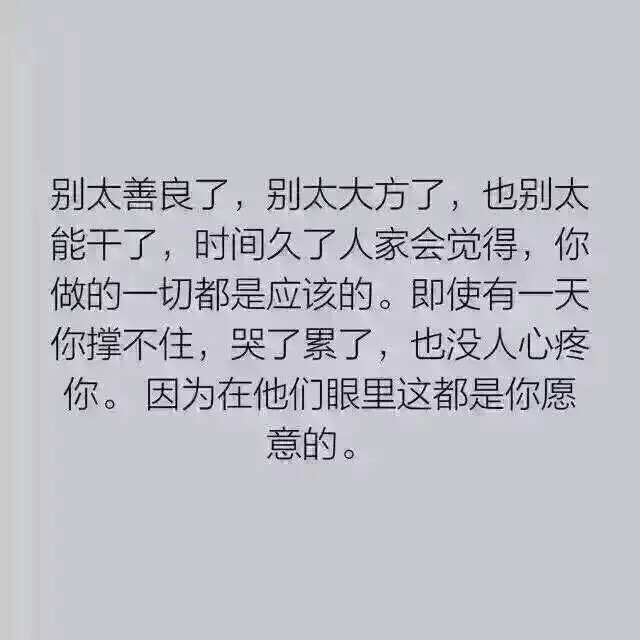 别太善良了，别太大方了，也别太
能干了，时间久了人家会觉得，你
做的一切都是应该的。即使有一天
你撑不住，哭了累了，也没人心疼
你。 因为在他们眼里这都是你愿
意的。